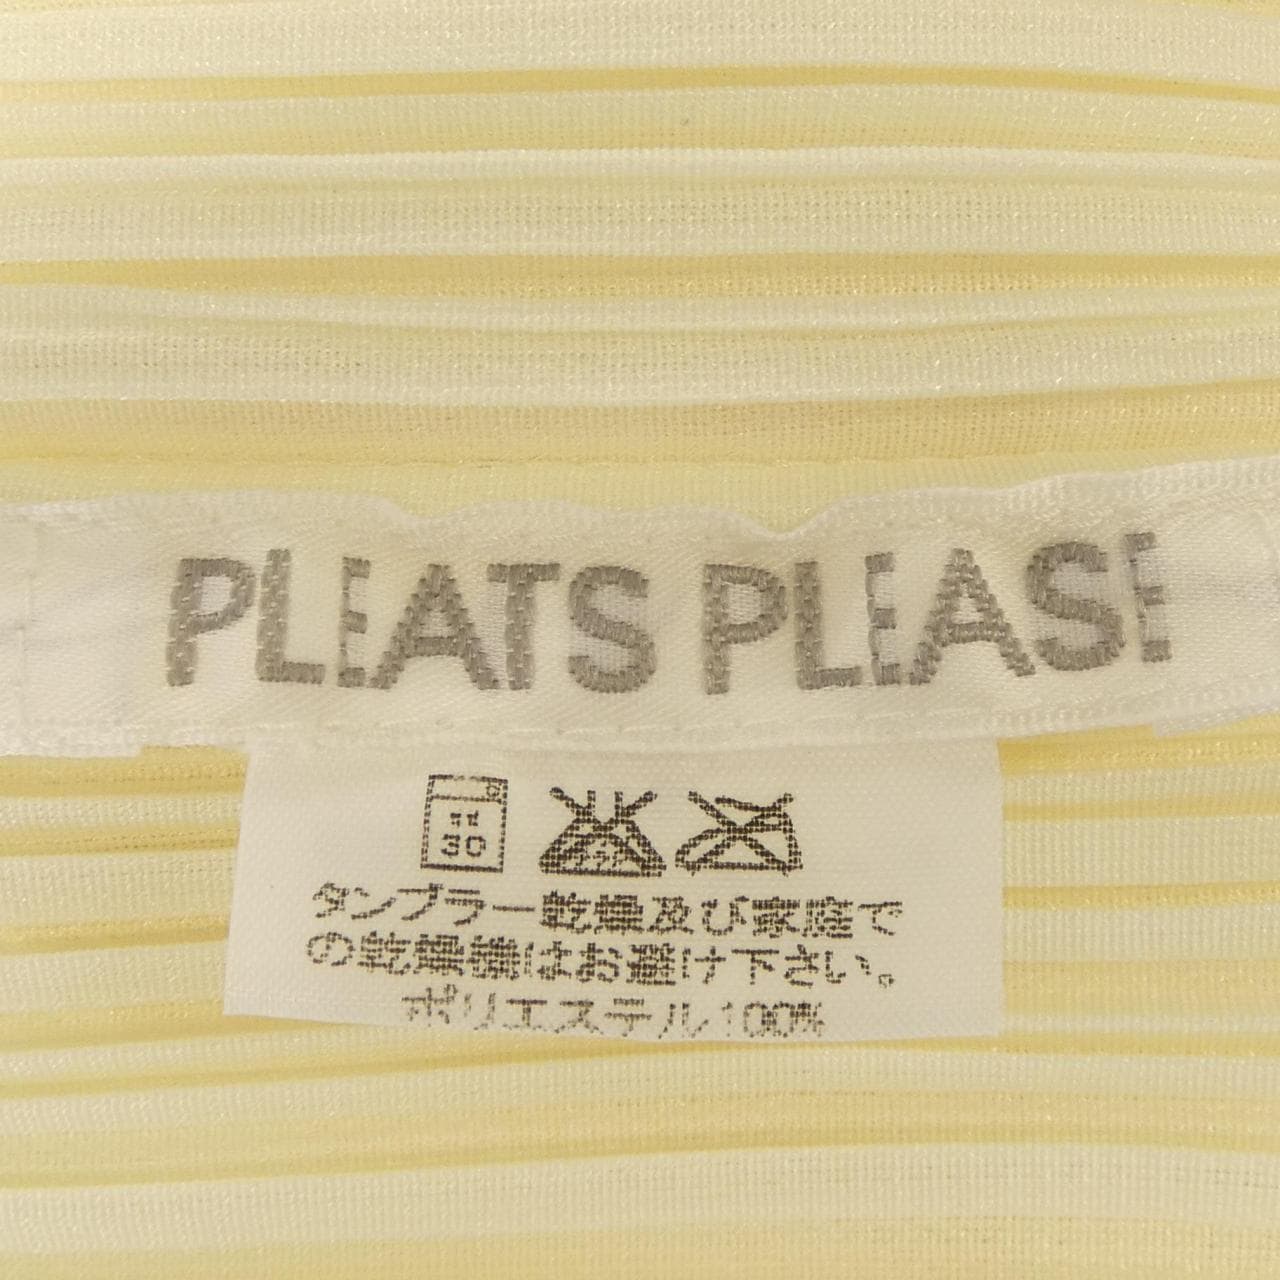 PLEATS PLEASE
30
タンブラー乾燥及び家庭で
の乾燥機はお避け下さい。
ポリエステル100%